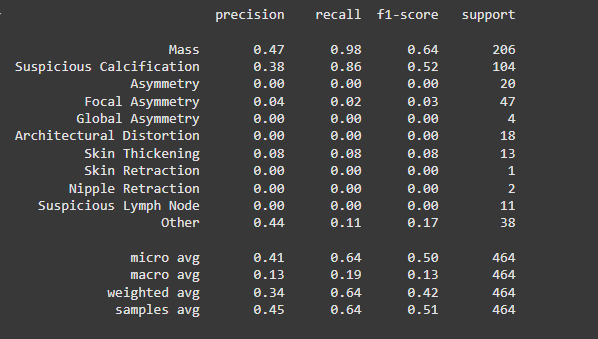 precision recall f1-score support
Mass 0.47 0.98 0.64 206
Suspicious Calcification 0.38 0.86 0.52 104
Asymmetry 0.00 0.00 0.00 20
Focal Asymmetry 0.04 0.02 0.03 47
Global Asymmetry 0.00 0.00 0.00 4
Architectural Distortion 0.00 0.00 0.00 18
Skin Thickening 0.08 0.08 0.08 13
Skin Retraction 0.00 0.00 0.00 1
Nipple Retraction 0.00 0.00 0.00 2
Suspicious Lymph Node 0.00 0.00 0.00 11
Other 0.44 0.11 0.17 38
micro avg 0.41 0.64 0.50 464
macro avg 0.13 0.19 0.13 464
weighted avg 0.34 0.64 0.42 464
samples avg 0.45 0.64 0.51 464